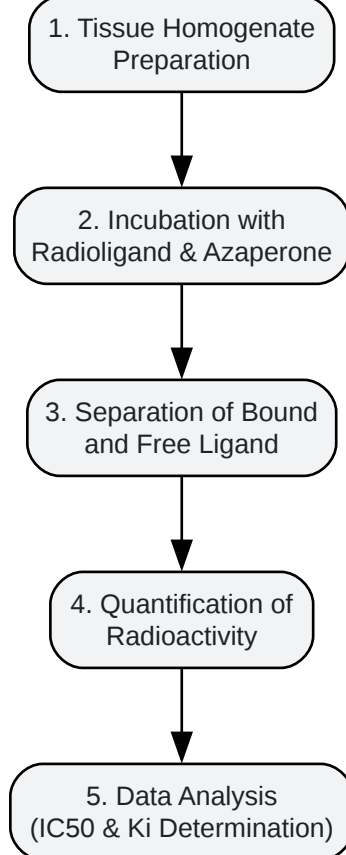 1. Tissue Homogenate
Preparation
2. Incubation with
Radioligand & Azaperone
3. Separation of Bound
and Free Ligand
4. Quantification of
Radioactivity
5. Data Analysis
(IC50 & Ki Determination)